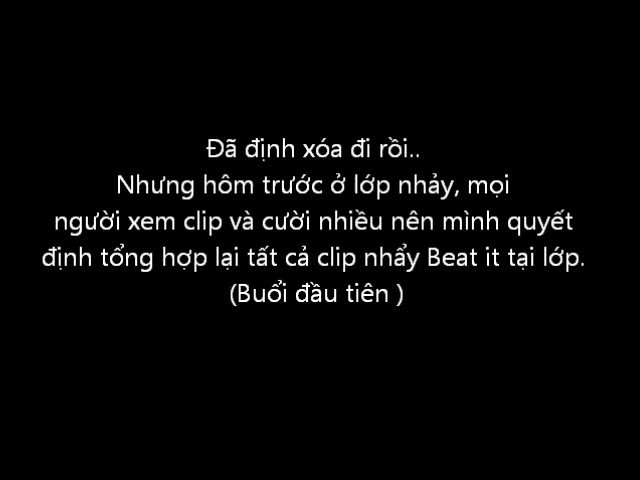 Đã định xóa đi rồi..
Nhưng hôm trước ở lớp nhảy, mọi
người xem clip và cười nhiều nên mình quyết
định tổng hợp lại tất cả clip nhẩy Beat it tại lớp.
(Buổi đầu tiên )